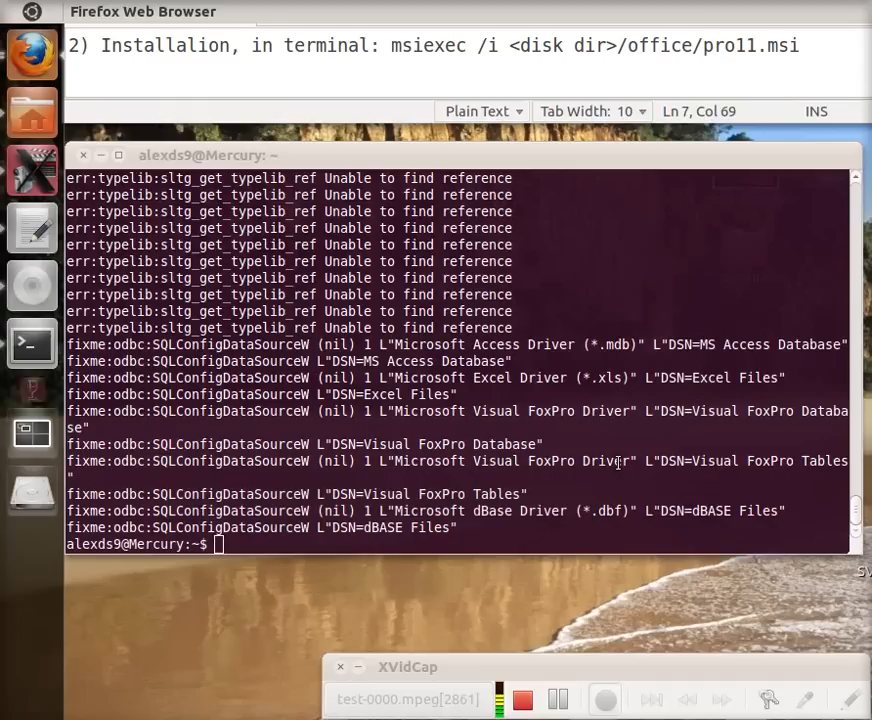 Firefox Web Browser
2) Installalion, in terminal: msiexec /i <disk dir>/office/pro11.msi
Plain Text Tab Width: 10 Ln 7, Col 69 INS
alexds9@Mercury: ~
err:typelib:sltg_get_typelib_ref Unable to find reference
err:typelib:sltg_get_typelib_ref Unable to find reference
err:typelib:sltg_get_typelib_ref Unable to find reference
err:typelib:sltg_get_typelib_ref Unable to find reference
err:typelib:sltg_get_typelib_ref Unable to find reference
err:typelib:sltg_get_typelib_ref Unable to find reference
err:typelib:sltg_get_typelib_ref Unable to find reference
err:typelib:sltg_get_typelib_ref Unable to find reference
err:typelib:sltg_get_typelib_ref Unable to find reference
err:typelib:sltg_get_typelib_ref Unable to find reference
fixme:odbc:SQLConfigDataSourceW (nil) 1 L"Microsoft Access Driver (*.mdb)" L"DSN=MS Access Database"
fixme:odbc:SQLConfigDataSourceW L"DSN=MS Access Database"
fixme:odbc:SQLConfigDataSourceW (nil) 1 L"Microsoft Excel Driver (*.xls)" L"DSN=Excel Files"
fixme:odbc:SQLConfigDataSourceW L"DSN=Excel Files"
fixme:odbc:SQLConfigDataSourceW (nil) 1 L"Microsoft Visual FoxPro Driver" L"DSN=Visual FoxPro Databa
se"
fixme:odbc:SQLConfigDataSourceW L"DSN=Visual FoxPro Database"
fixme:odbc:SQLConfigDataSourceW (nil) 1 L"Microsoft Visual FoxPro Driver" L"DSN=Visual FoxPro Tables
"
fixme:odbc:SQLConfigDataSourceW L"DSN=Visual FoxPro Tables"
fixme:odbc:SQLConfigDataSourceW (nil) 1 L"Microsoft dBase Driver (*.dbf)" L"DSN=dBASE Files"
fixme:odbc:SQLConfigDataSourceW L"DSN=dBASE Files"
alexds9@Mercury:~$
XVidCap
test-0000.mpeg[2861]